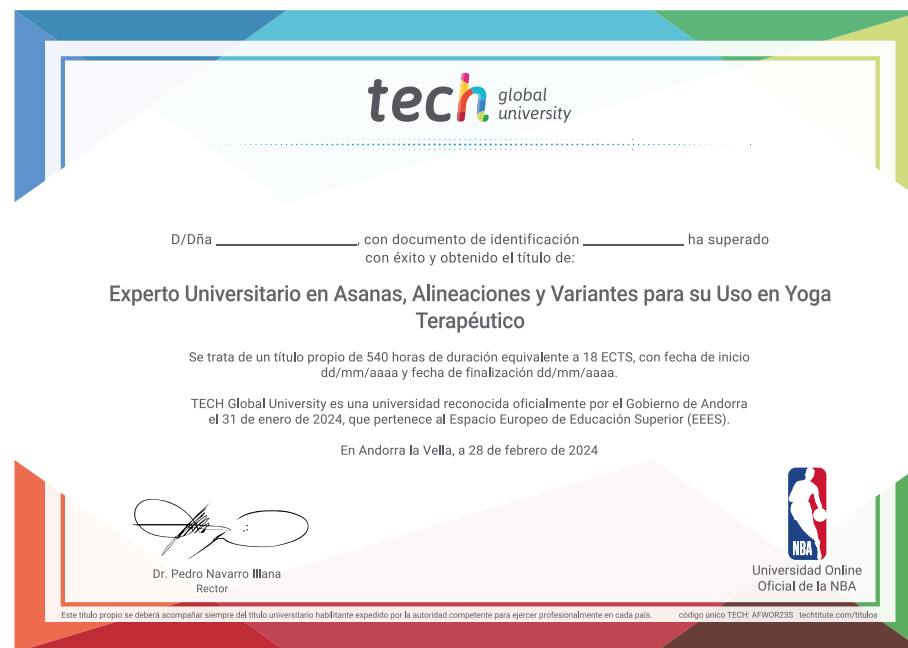 tech global university
D/Dña ______________, con documento de identificación __________ ha superado
con éxito y obtenido el título de:
Experto Universitario en Asanas, Alineaciones y Variantes para su Uso en Yoga
Terapéutico
Se trata de un título propio de 540 horas de duración equivalente a 18 ECTS, con fecha de inicio
dd/mm/aaaa y fecha de finalización dd/mm/aaaa.
TECH Global University es una universidad reconocida oficialmente por el Gobierno de Andorra
el 31 de enero de 2024, que pertenece al Espacio Europeo de Educación Superior (EEES).
En Andorra la Vella, a 28 de febrero de 2024
Dr. Pedro Navarro Illana
Rector
NBA
Universidad Online
Oficial de la NBA
Este título propio se deberá acompañar siempre del título universitario habilitante expedido por la autoridad competente para ejercer profesionalmente en cada país. código único TECH: AFWOR23S techtitute.com/titulos